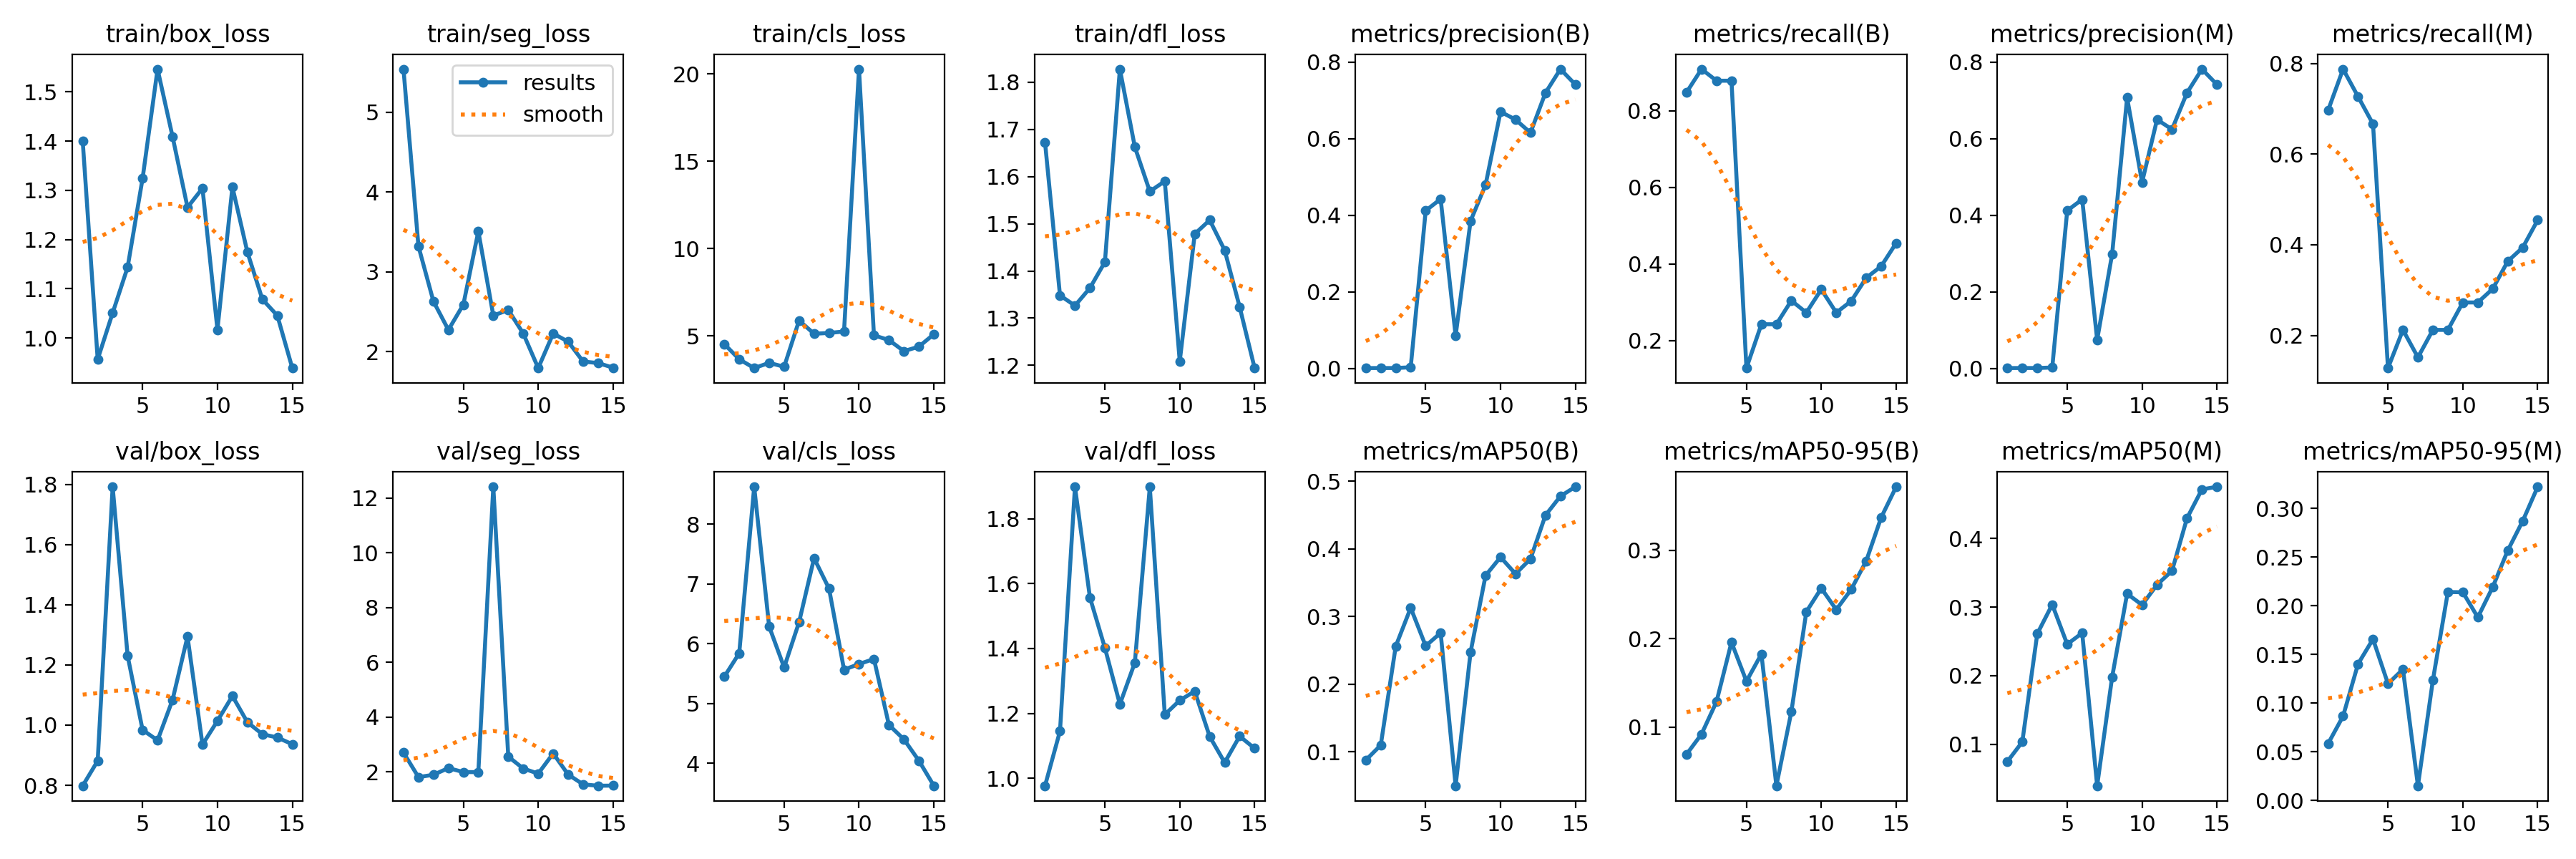 train/box_loss
1.5
1.4
1.3
1.2
1.1
1.0
5 10 15
train/seg_loss
results
smooth
5
4
3
2
5 10 15
train/cls_loss
20
15
10
5
5 10 15
train/dfl_loss
1.8
1.7
1.6
1.5
1.4
1.3
1.2
5 10 15
metrics/precision(B)
0.8
0.6
0.4
0.2
0.0
5 10 15
metrics/recall(B)
0.8
0.6
0.4
0.2
5 10 15
metrics/precision(M)
0.8
0.6
0.4
0.2
0.0
5 10 15
metrics/recall(M)
0.8
0.6
0.4
0.2
5 10 15
val/box_loss
1.8
1.6
1.4
1.2
1.0
0.8
5 10 15
val/seg_loss
12
10
8
6
4
2
5 10 15
val/cls_loss
8
7
6
5
4
5 10 15
val/dfl_loss
1.8
1.6
1.4
1.2
1.0
5 10 15
metrics/mAP50(B)
0.5
0.4
0.3
0.2
0.1
5 10 15
metrics/mAP50-95(B)
0.3
0.2
0.1
5 10 15
metrics/mAP50(M)
0.4
0.3
0.2
0.1
5 10 15
metrics/mAP50-95(M)
0.30
0.25
0.20
0.15
0.10
0.05
0.00
5 10 15